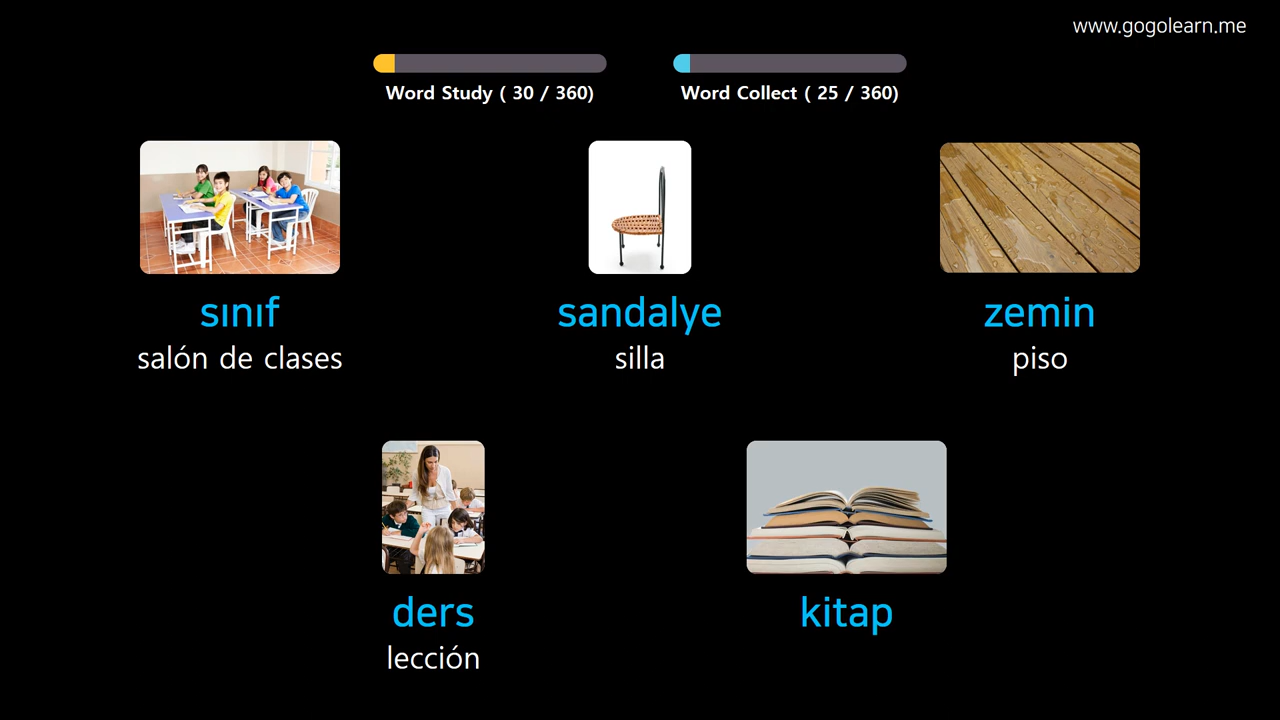 www.gogolearn.me
Word Study ( 30 / 360)
Word Collect ( 25 / 360)
sınıf
salón de clases
sandalye
silla
zemin
piso
ders
lección
kitap